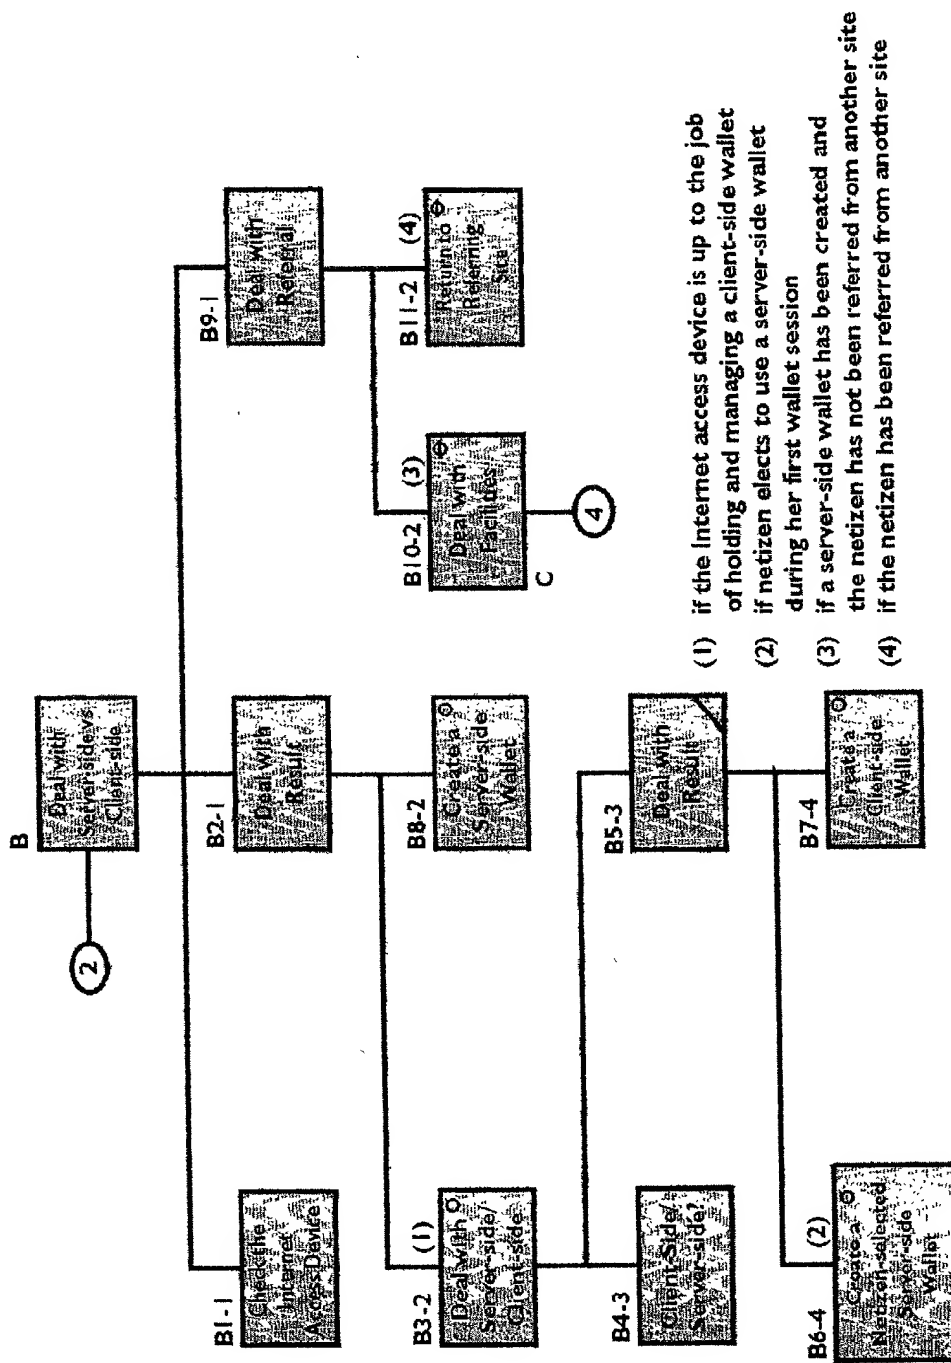 B
Deal with
Server-side vs
Client-side
2
B1-1
Check the
Internet
Access Device
B2-1
Deal with
Result
B9-1
Deal with
Referral
B3-2
(1)
Deal with
Server-side/
Client-side
B8-2
Create a
Server-side
Wallet
B10-2
(3)
Deal with
Facilities
C
4
B11-2
(4)
Return to
Referring
Site
B4-3
Client-Side/
Server-side?
B5-3
Deal with
Result
B6-4
(2)
Create a
Netizen-selected
Server-side
Wallet
B7-4
Create a
Client-side
Wallet
(1) if the Internet access device is up to the job
of holding and managing a client-side wallet
(2) if netizen elects to use a server-side wallet
during her first wallet session
(3) if a server-side wallet has been created and
the netizen has not been referred from another site
(4) if the netizen has been referred from another site